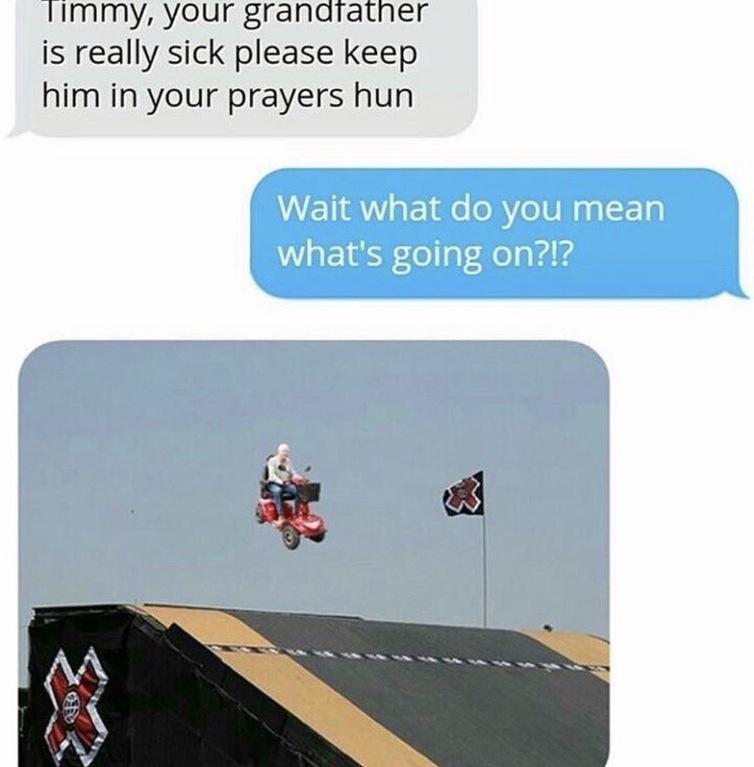 Timmy, your grandfather
is really sick please keep
him in your prayers hun
Wait what do you mean
what's going on?!?